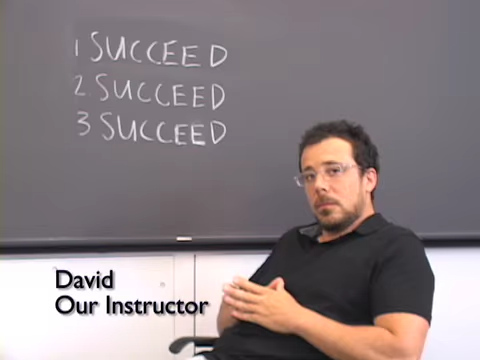 1 SUCCEED
2 SUCCEED
3 SUCCEED
David
Our Instructor